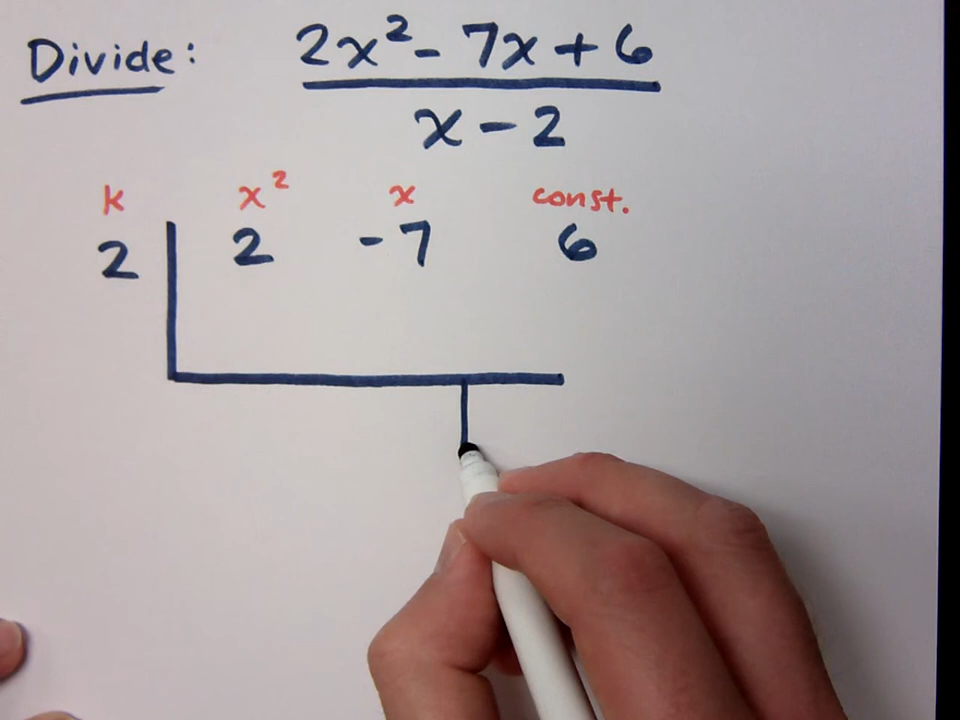 Divide: 2x² - 7x + 6
x - 2
k x² x const.
2 2 -7 6